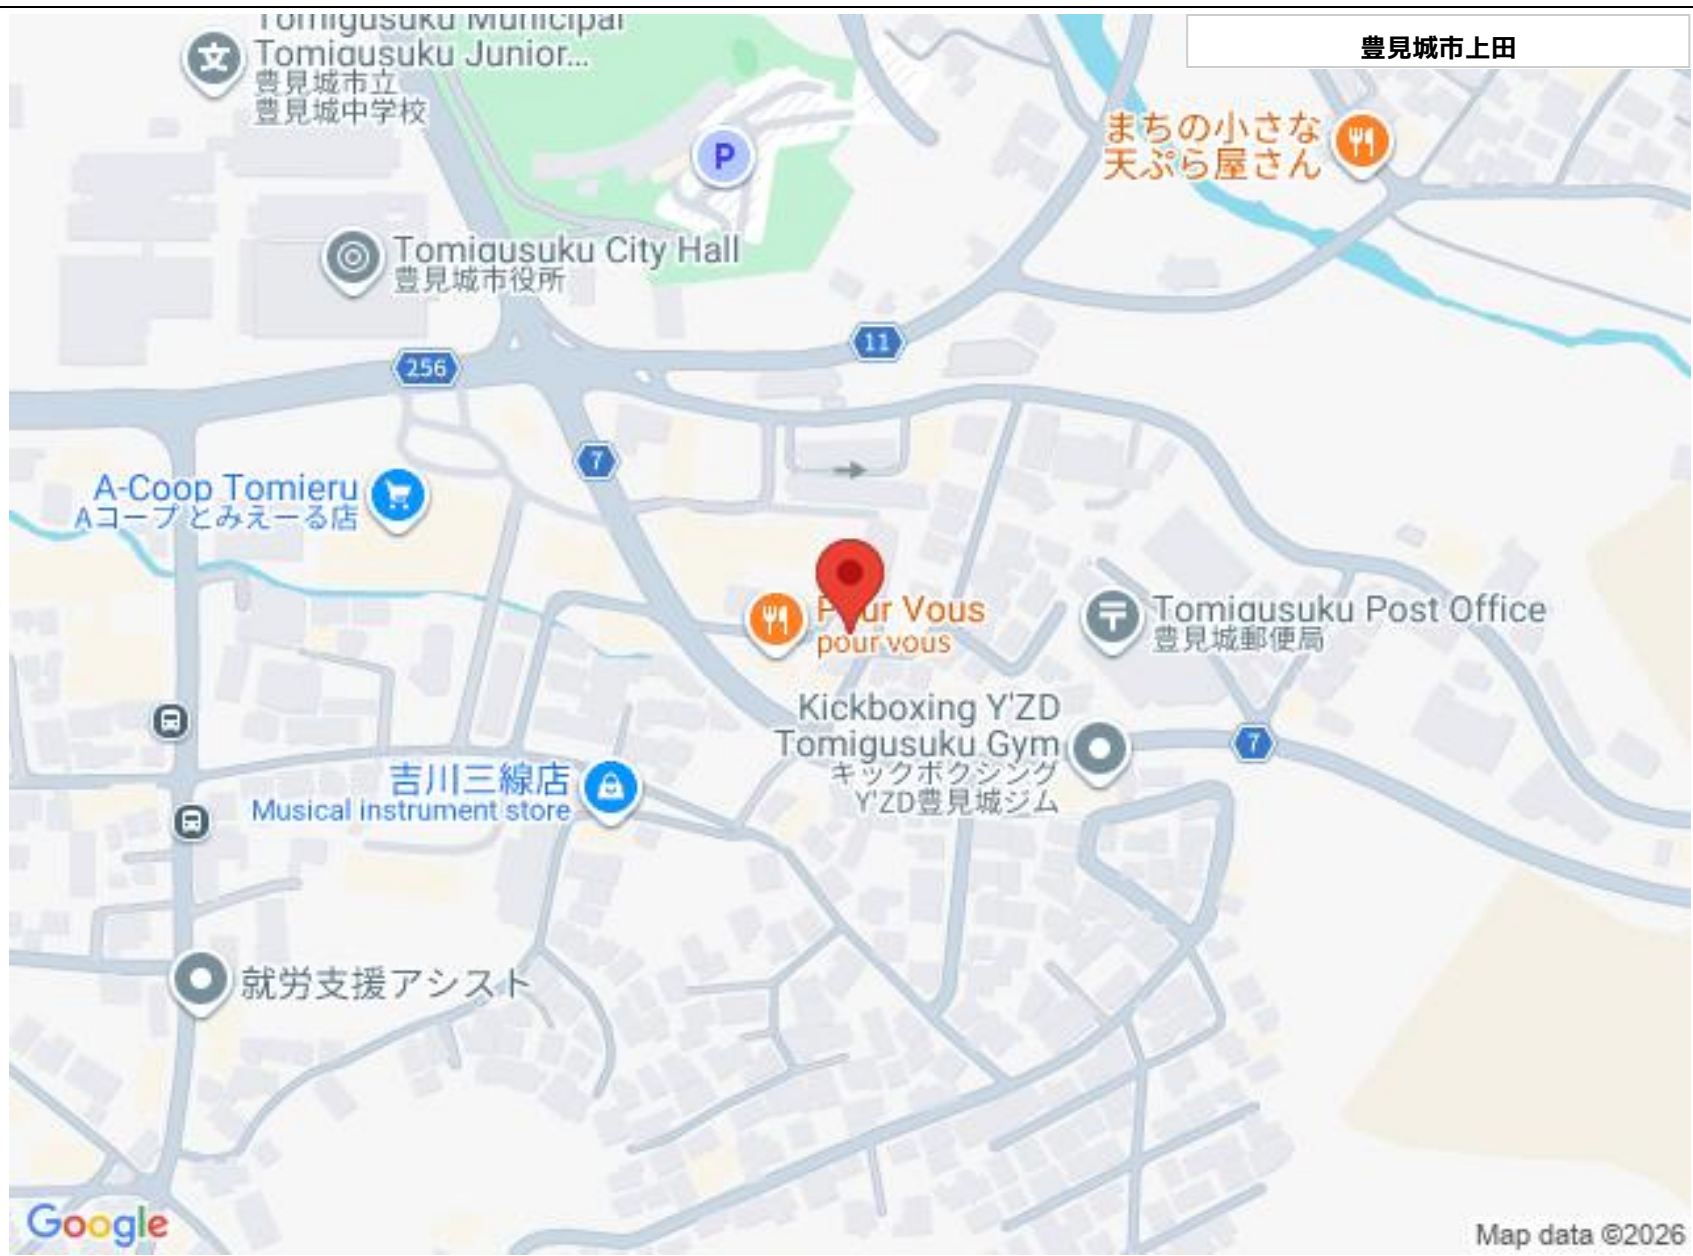 Tomigusuku Municipal
Tomigusuku Junior...
豊見城市立
豊見城中学校
豊見城市上田
まちの小さな
天ぷら屋さん
P
Tomigusuku City Hall
豊見城市役所
11
256
7
A-Coop Tomieru
Aコープ とみえーる店
Pour Vous
pour vous
Tomigusuku Post Office
豊見城郵便局
Kickboxing Y'ZD
Tomigusuku Gym
キックボクシング
Y'ZD豊見城ジム
7
吉川三線店
Musical instrument store
就労支援アシスト
Google
Map data ©2026